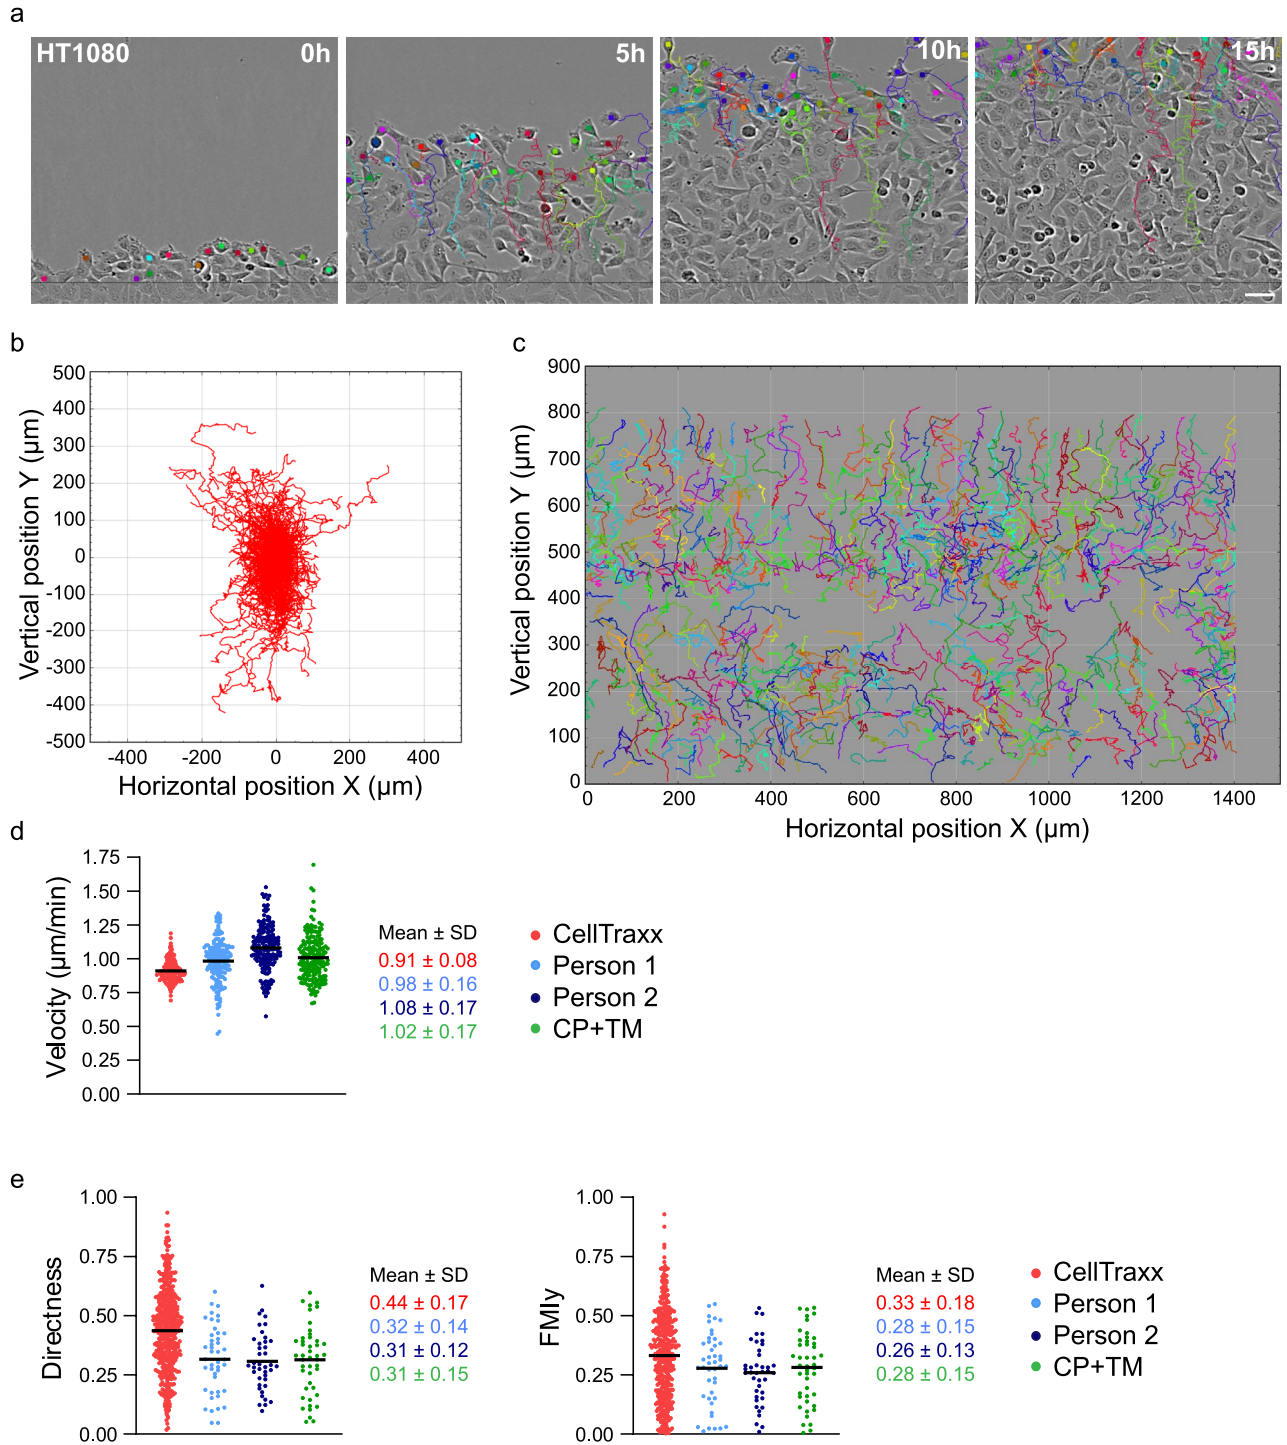 a
HT1080
0h
5h
10h
15h
b
500
400
300
200
100
0
-100
-200
-300
-400
-500
-400
-200
0
200
400
Vertical position Y (µm)
Horizontal position X (µm)
c
900
800
700
600
500
400
300
200
100
0
0
200
400
600
800
1000
1200
1400
Vertical position Y (µm)
Horizontal position X (µm)
d
Velocity (µm/min)
1.75
1.50
1.25
1.00
0.75
0.50
0.25
0.00
Mean ± SD
0.91 ± 0.08
0.98 ± 0.16
1.08 ± 0.17
1.02 ± 0.17
CellTraxx
Person 1
Person 2
CP+TM
e
Directness
1.00
0.75
0.50
0.25
0.00
Mean ± SD
0.44 ± 0.17
0.32 ± 0.14
0.31 ± 0.12
0.31 ± 0.15
FMIy
1.00
0.75
0.50
0.25
0.00
Mean ± SD
0.33 ± 0.18
0.28 ± 0.15
0.26 ± 0.13
0.28 ± 0.15
CellTraxx
Person 1
Person 2
CP+TM